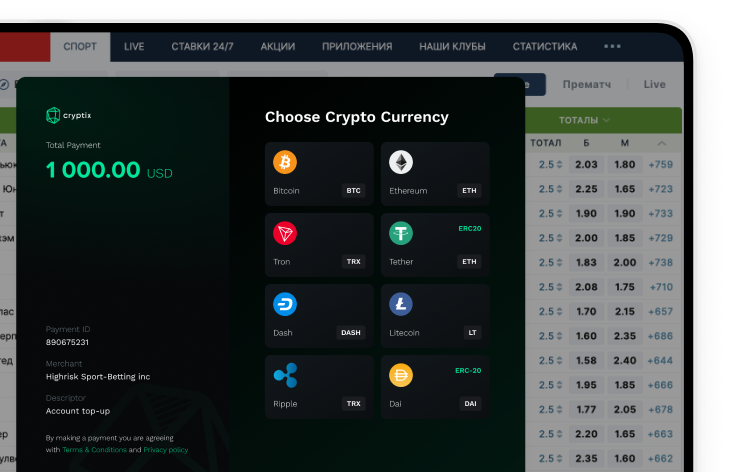 СПОРТ LIVE СТАВКИ 24/7 АКЦИИ ПРИЛОЖЕНИЯ НАШИ КЛУБЫ СТАТИСТИКА
Прематч Live
cryptix
Total Payment
1 000.00 USD
Payment ID
890675231
Merchant
Highrisk Sport-Betting inc
Descriptor
Account top-up
By making a payment you are agreeing
with Terms & Conditions and Privacy policy
Choose Crypto Currency
Bitcoin BTC
Ethereum ETH
Tron TRX
ERC20
Tether ETH
Dash DASH
Litecoin LT
Ripple TRX
ERC-20
Dai DAI
ТОТАЛЫ
ТОТАЛ Б М
2.5 2.03 1.80 +759
2.5 2.25 1.65 +723
2.5 1.90 1.90 +733
2.5 2.00 1.85 +729
2.5 1.83 2.00 +738
2.5 2.08 1.75 +710
2.5 1.70 2.15 +657
2.5 1.60 2.35 +686
2.5 1.58 2.40 +644
2.5 1.95 1.85 +666
2.5 1.77 2.05 +678
2.5 2.20 1.65 +663
2.5 2.35 1.60 +662